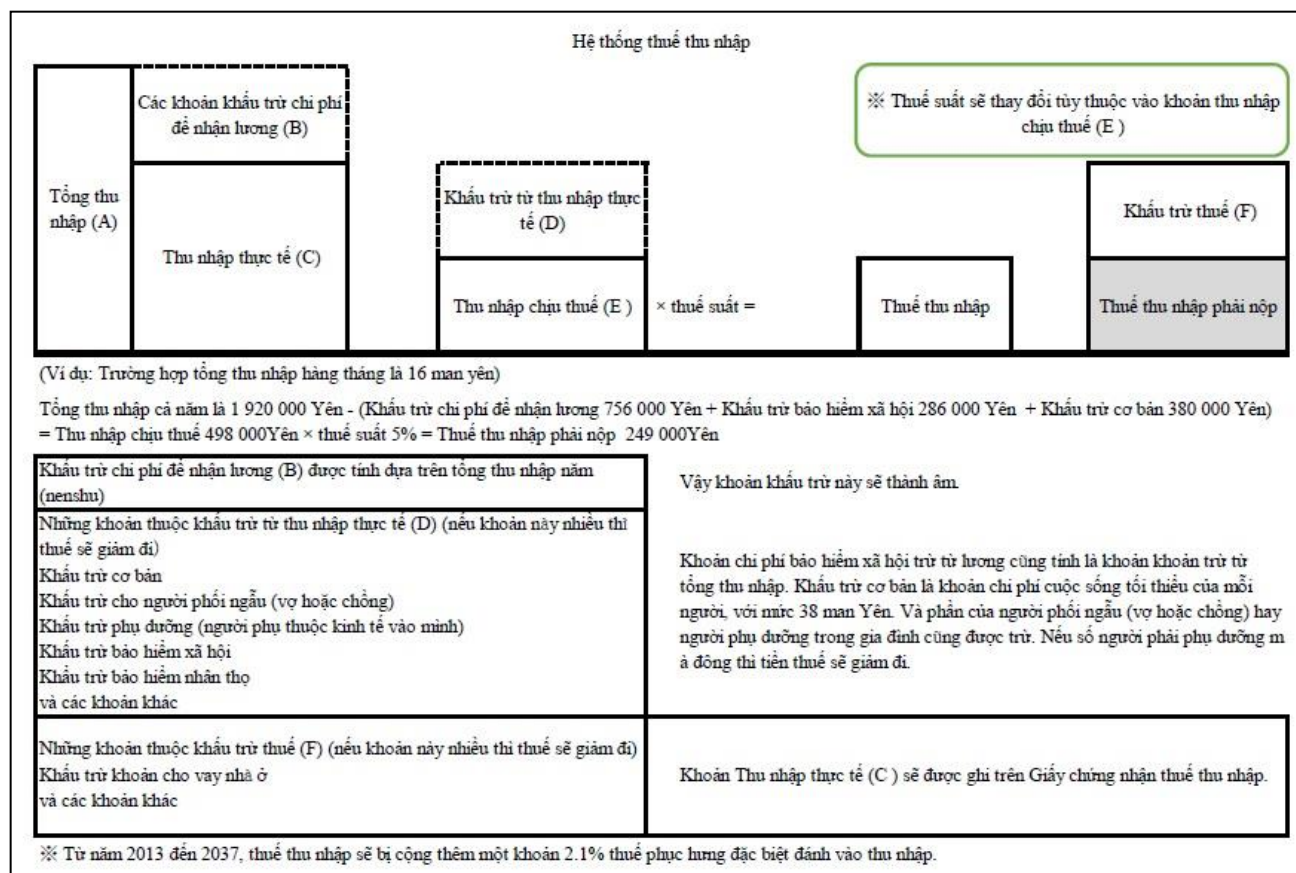 Hệ thống thuế thu nhập
Các khoản khấu trừ chi phí
để nhận lương (B)
※ Thuế suất sẽ thay đổi tùy thuộc vào khoản thu nhập
chịu thuế (E )
Tổng thu
nhập (A)
Thu nhập thực tế (C)
Khấu trừ từ thu nhập thực
tế (D)
Khấu trừ thuế (F)
Thu nhập chịu thuế (E )
× thuế suất =
Thuế thu nhập
Thuế thu nhập phải nộp
(Ví dụ: Trường hợp tổng thu nhập hàng tháng là 16 man yên)
Tổng thu nhập cả năm là 1 920 000 Yên - (Khấu trừ chi phí để nhận lương 756 000 Yên + Khấu trừ bảo hiểm xã hội 286 000 Yên + Khấu trừ cơ bản 380 000 Yên)
= Thu nhập chịu thuế 498 000Yên × thuế suất 5% = Thuế thu nhập phải nộp 249 000Yên
Khấu trừ chi phí để nhận lương (B) được tính dựa trên tổng thu nhập năm
(nenshu)
Vậy khoản khấu trừ này sẽ thành âm.
Những khoản thuộc khấu trừ từ thu nhập thực tế (D) (nếu khoản này nhiều thì
thuế sẽ giảm đi)
Khấu trừ cơ bản
Khấu trừ cho người phối ngẫu (vợ hoặc chồng)
Khấu trừ phụ dưỡng (người phụ thuộc kinh tế vào mình)
Khấu trừ bảo hiểm xã hội
Khấu trừ bảo hiểm nhân thọ
và các khoản khác
Khoản chi phí bảo hiểm xã hội trừ từ lương cũng tính là khoản khoản trừ từ
tổng thu nhập. Khấu trừ cơ bản là khoản chi phí cuộc sống tối thiểu của mỗi
người, với mức 38 man Yên. Và phần của người phối ngẫu (vợ hoặc chồng) hay
người phụ dưỡng trong gia đình cũng được trừ. Nếu số người phải phụ dưỡng m
à đông thì tiền thuế sẽ giảm đi.
Những khoản thuộc khấu trừ thuế (F) (nếu khoản này nhiều thì thuế sẽ giảm đi)
Khấu trừ khoản cho vay nhà ở
và các khoản khác
Khoản Thu nhập thực tế (C ) sẽ được ghi trên Giấy chứng nhận thuế thu nhập.
※ Từ năm 2013 đến 2037, thuế thu nhập sẽ bị cộng thêm một khoản 2.1% thuế phục hưng đặc biệt đánh vào thu nhập.